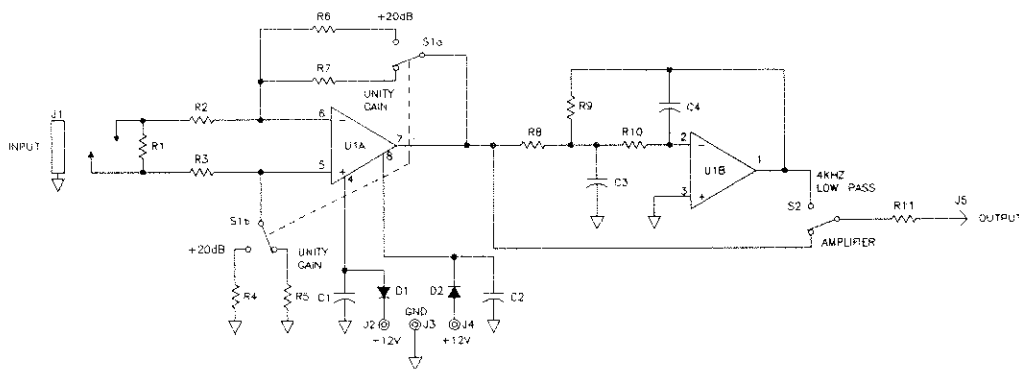 R6
+20dB
S1a
R7
UNITY
GAIN
J1
INPUT
R2
R1
R3
6
−
U1A
7
8
5
+
4
S1b
+20dB
UNITY
GAIN
R4
R5
C1
D1
J2
+12V
GND
J3
D2
J4
+12V
C2
R8
R9
R10
C4
C3
2
−
U1B
1
3
+
4KHZ
LOW PASS
S2
AMPLIFIER
R11
J5
OUTPUT